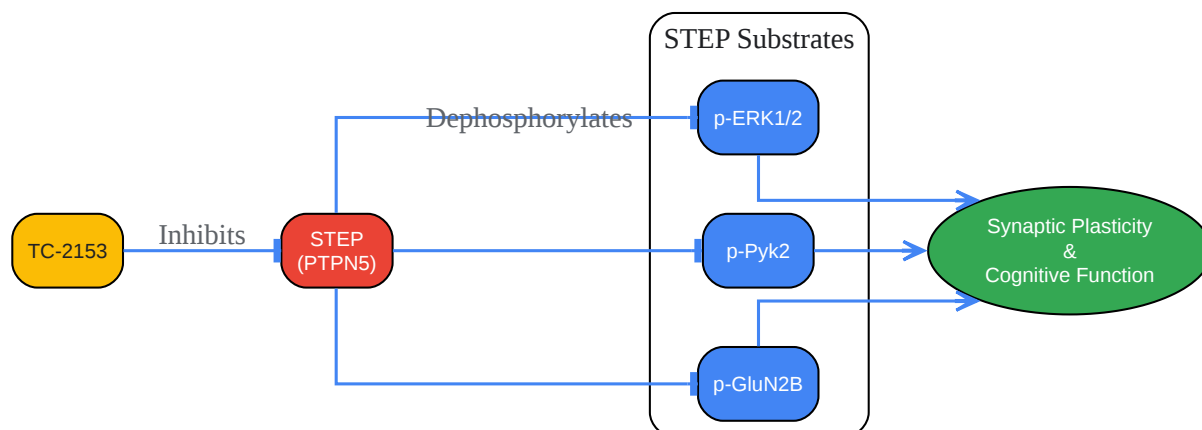 STEP Substrates
Dephosphorylates
p-ERK1/2
TC-2153
Inhibits
STEP
(PTPN5)
p-Pyk2
Synaptic Plasticity
&
Cognitive Function
p-GluN2B